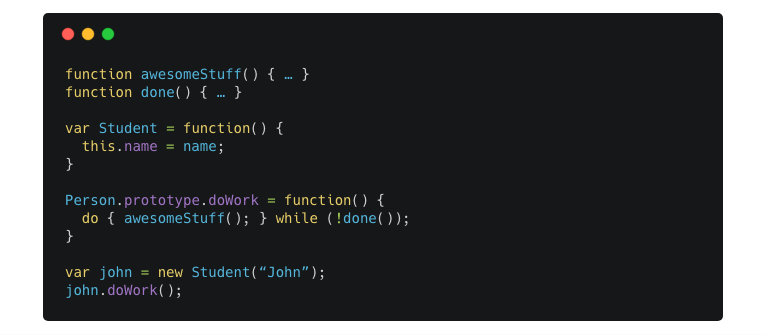 function awesomeStuff() { … }
function done() { … }
var Student = function() {
this.name = name;
}
Person.prototype.doWork = function() {
do { awesomeStuff(); } while (!done());
}
var john = new Student(“John”);
john.doWork();